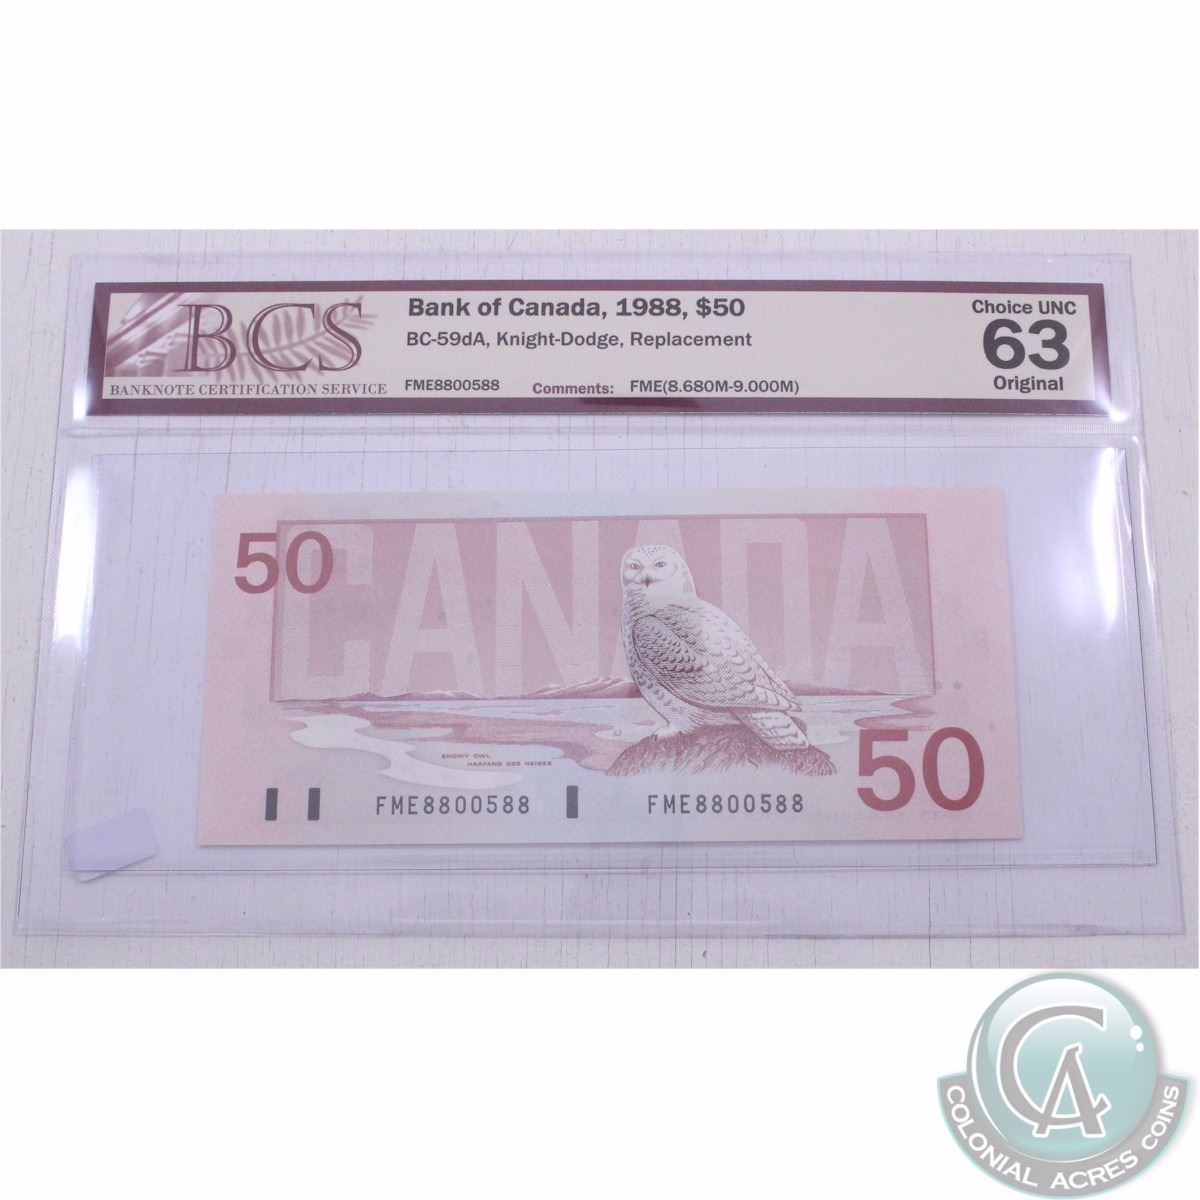 BCS
BANKNOTE CERTIFICATION SERVICE
Bank of Canada, 1988, $50
BC-59dA, Knight-Dodge, Replacement
FME8800588 Comments: FME(8.680M-9.000M)
Choice UNC
63
Original
50
CANADA
SNOWY OWL
HARFANG DES NEIGES
50
FME8800588 FME8800588
CA
COLONIAL ACRES COINS